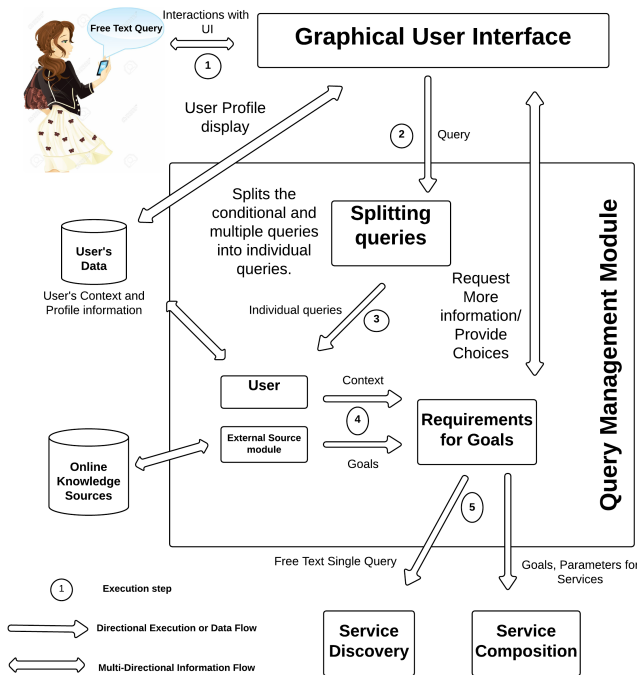 Interactions with
UI
Free Text Query
1
Graphical User Interface
User Profile
display
2
Query
Splits the
conditional and
multiple queries
into individual
queries.
Splitting
queries
User's
Data
User's Context and
Profile information
Request
More
information/
Provide
Choices
Query Management Module
Individual queries
3
User
Context
4
External Source
module
Goals
Requirements
for Goals
Online
Knowledge
Sources
5
Free Text Single Query
Goals, Parameters for
Services
1
Execution step
Directional Execution or Data Flow
Multi-Directional Information Flow
Service
Discovery
Service
Composition